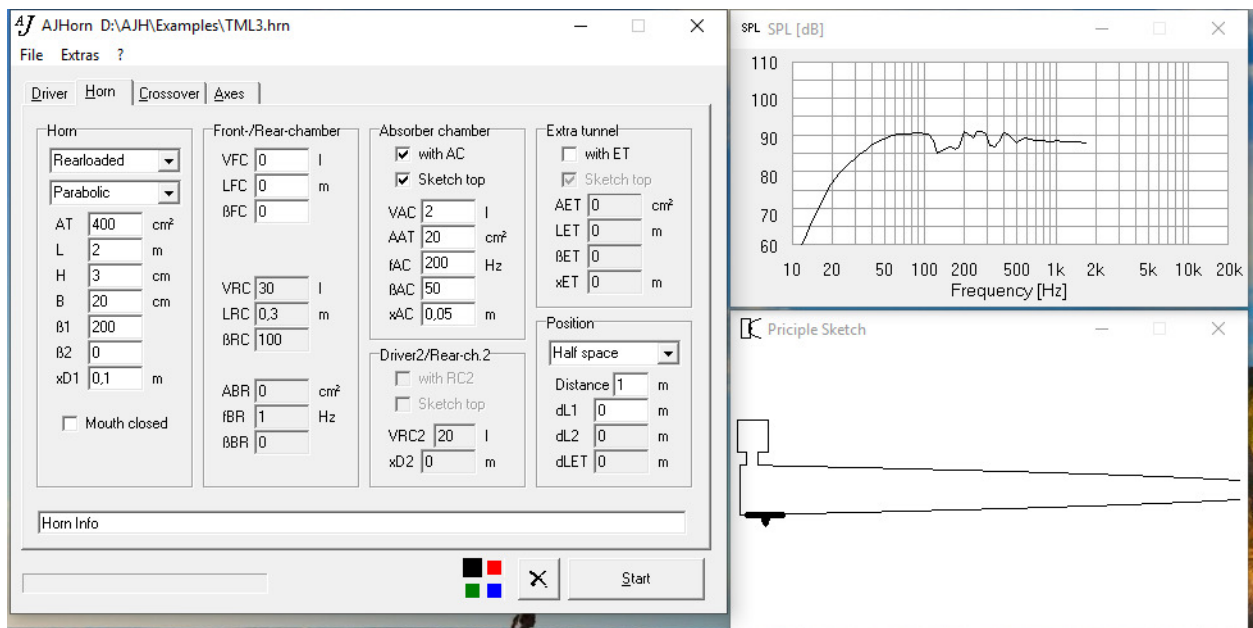 AJ AJHorn D:\AJH\Examples\TML3.hrn
File Extras ?
Driver Horn Crossover Axes
Horn
Rearloaded
Parabolic
AT 400 cm²
L 2 m
H 3 cm
B 20 cm
ß1 200
ß2 0
xD1 0,1 m
Mouth closed
Front-/Rear-chamber
VFC 0 l
LFC 0 m
ßFC 0
VRC 30 l
LRC 0,3 m
ßRC 100
ABR 0 cm²
fBR 1 Hz
ßBR 0
Absorber chamber
with AC
Sketch top
VAC 2 l
AAT 20 cm²
fAC 200 Hz
ßAC 50
xAC 0,05 m
Driver2/Rear-ch.2
with RC2
Sketch top
VRC2 20 l
xD2 0 m
Extra tunnel
with ET
Sketch top
AET 0 cm²
LET 0 m
ßET 0
xET 0 m
Position
Half space
Distance 1 m
dL1 0 m
dL2 0 m
dLET 0 m
Horn Info
Start
SPL SPL [dB]
110
100
90
80
70
60
10 20 50 100 200 500 1k 2k 5k 10k 20k
Frequency [Hz]
Priciple Sketch